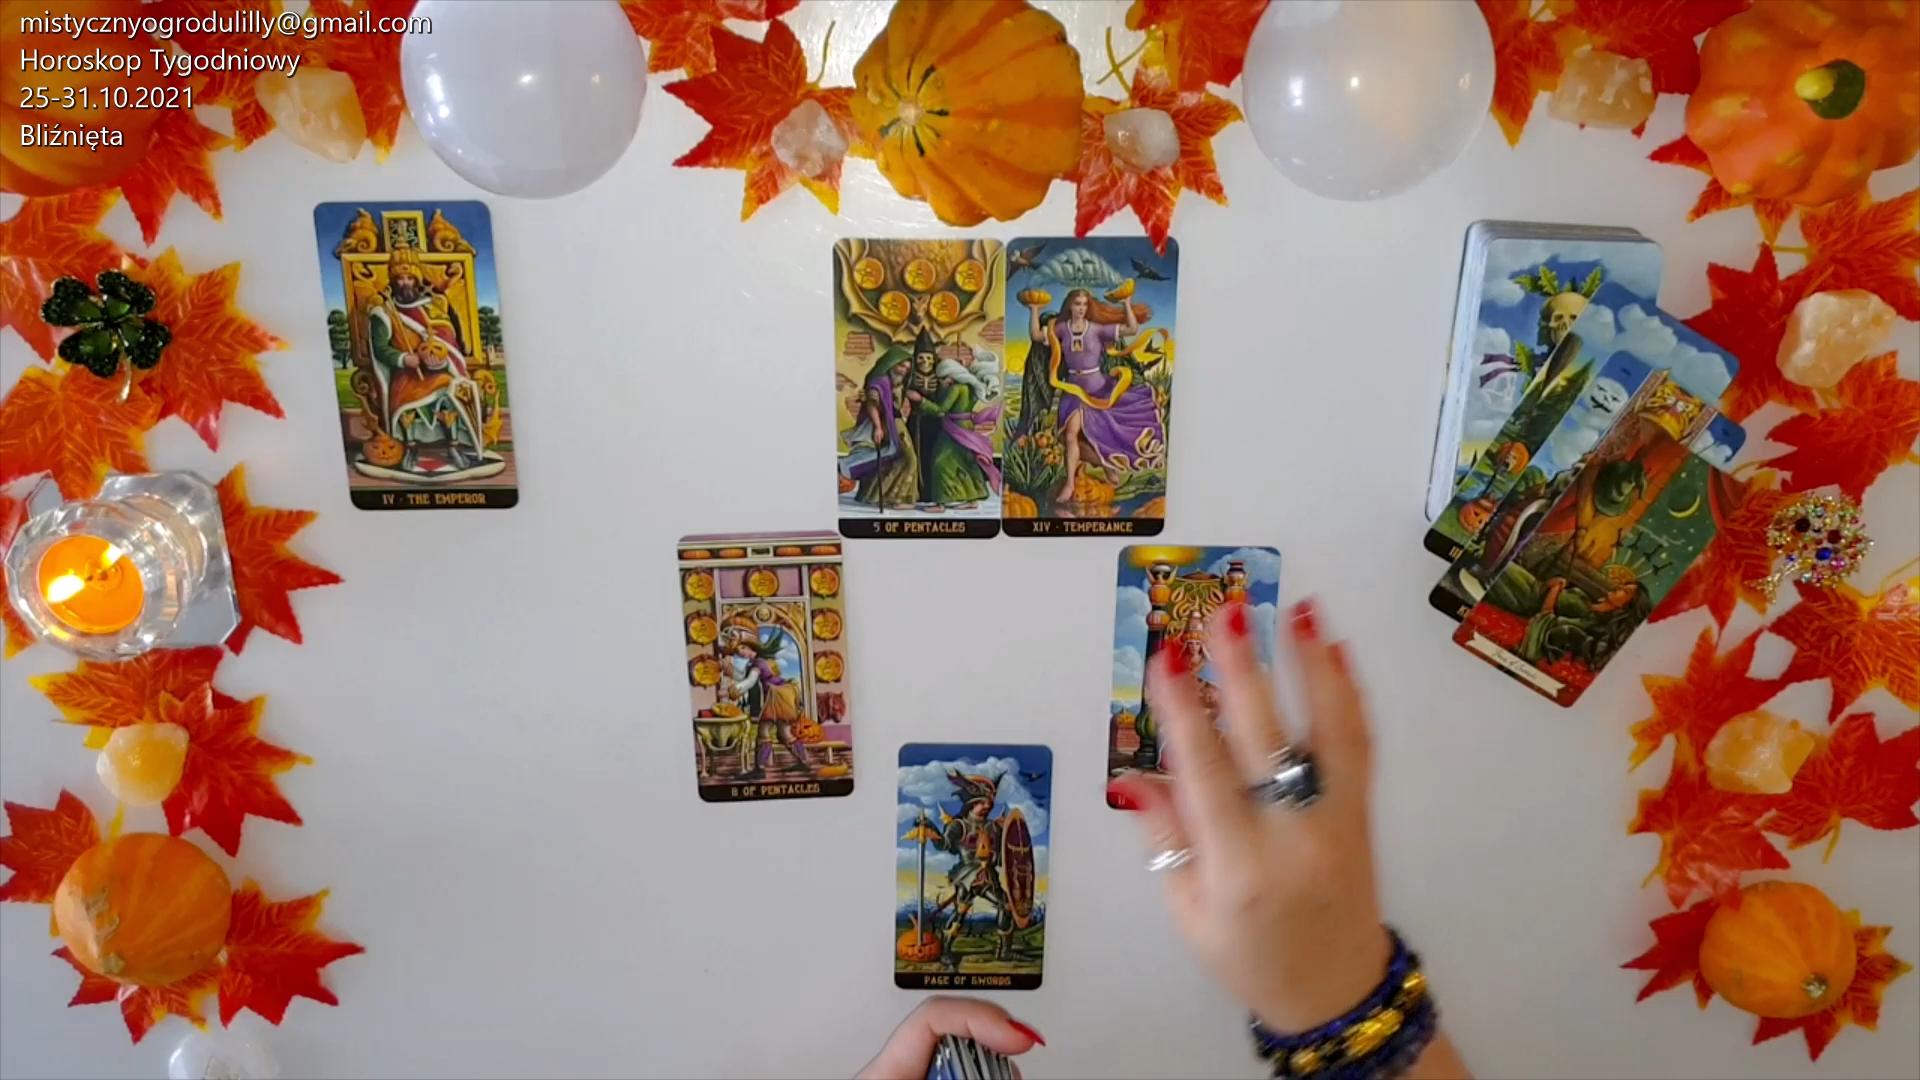 mistycznyogrodulilly@gmail.com
Horoskop Tygodniowy
25-31.10.2021
Bliźnięta
IV · THE EMPEROR
5 OF PENTACLES
XIV · TEMPERANCE
8 OF PENTACLES
PAGE OF SWORDS